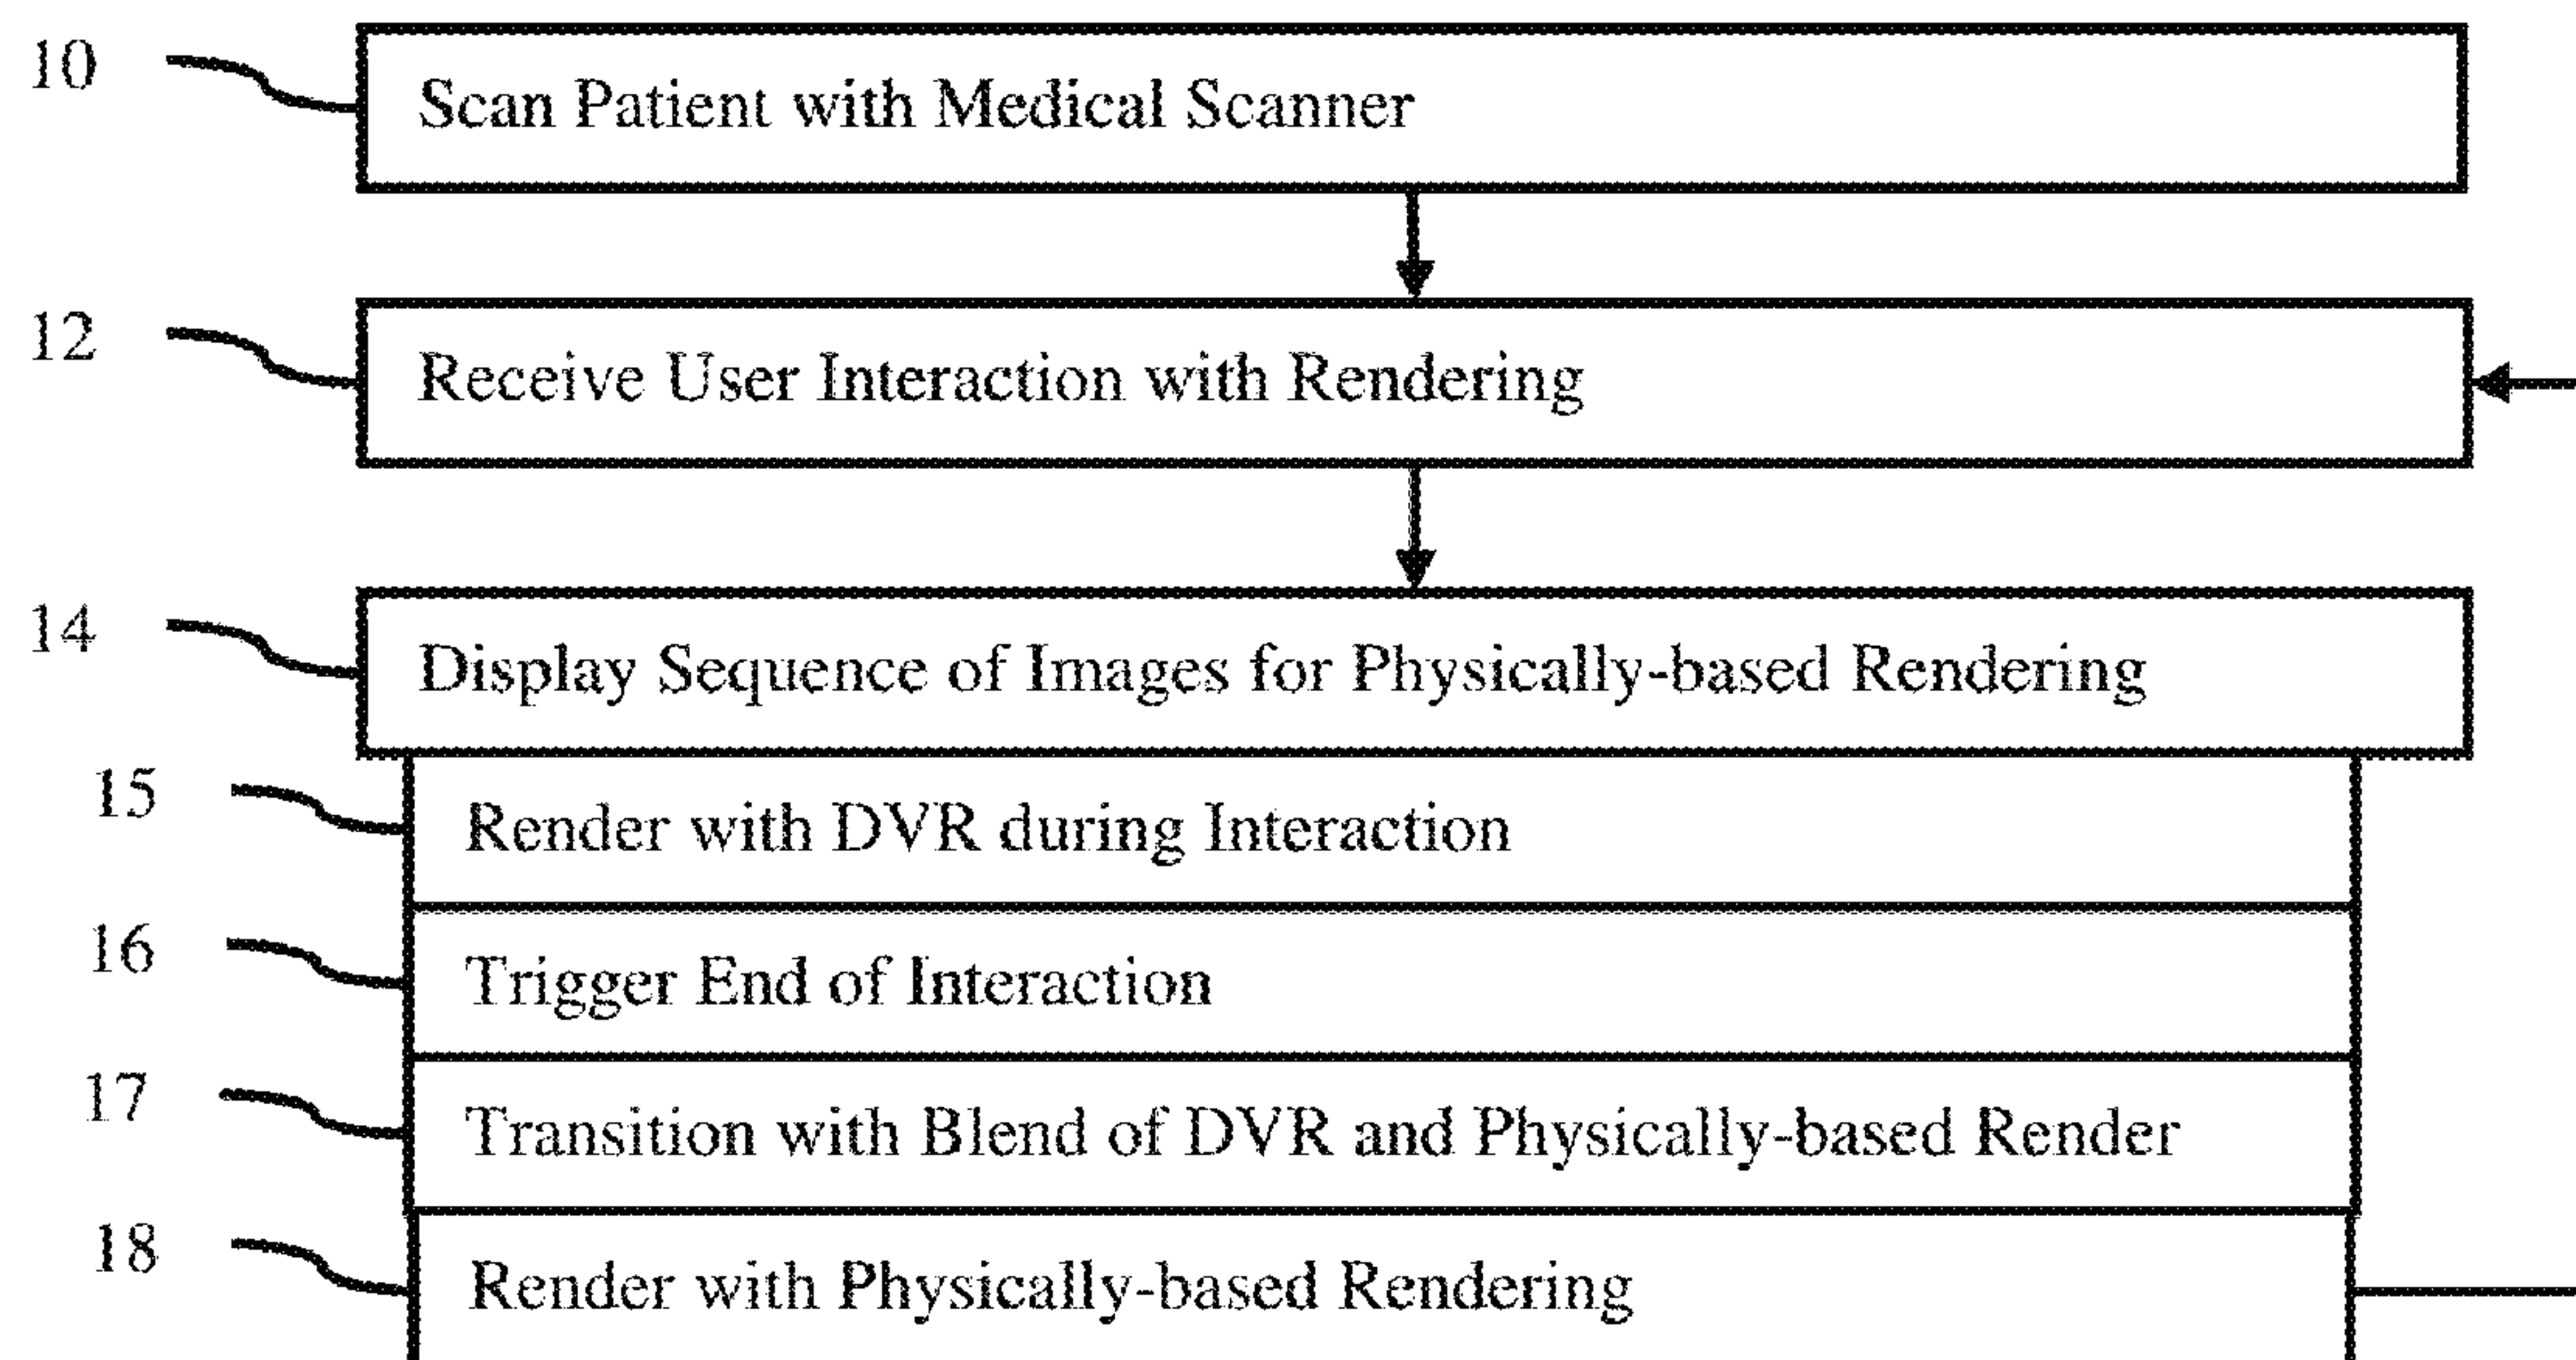 10 Scan Patient with Medical Scanner
12 Receive User Interaction with Rendering
14 Display Sequence of Images for Physically-based Rendering
15 Render with DVR during Interaction
16 Trigger End of Interaction
17 Transition with Blend of DVR and Physically-based Render
18 Render with Physically-based Rendering